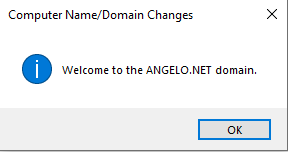 Computer Name/Domain Changes
Welcome to the ANGELO.NET domain.
OK